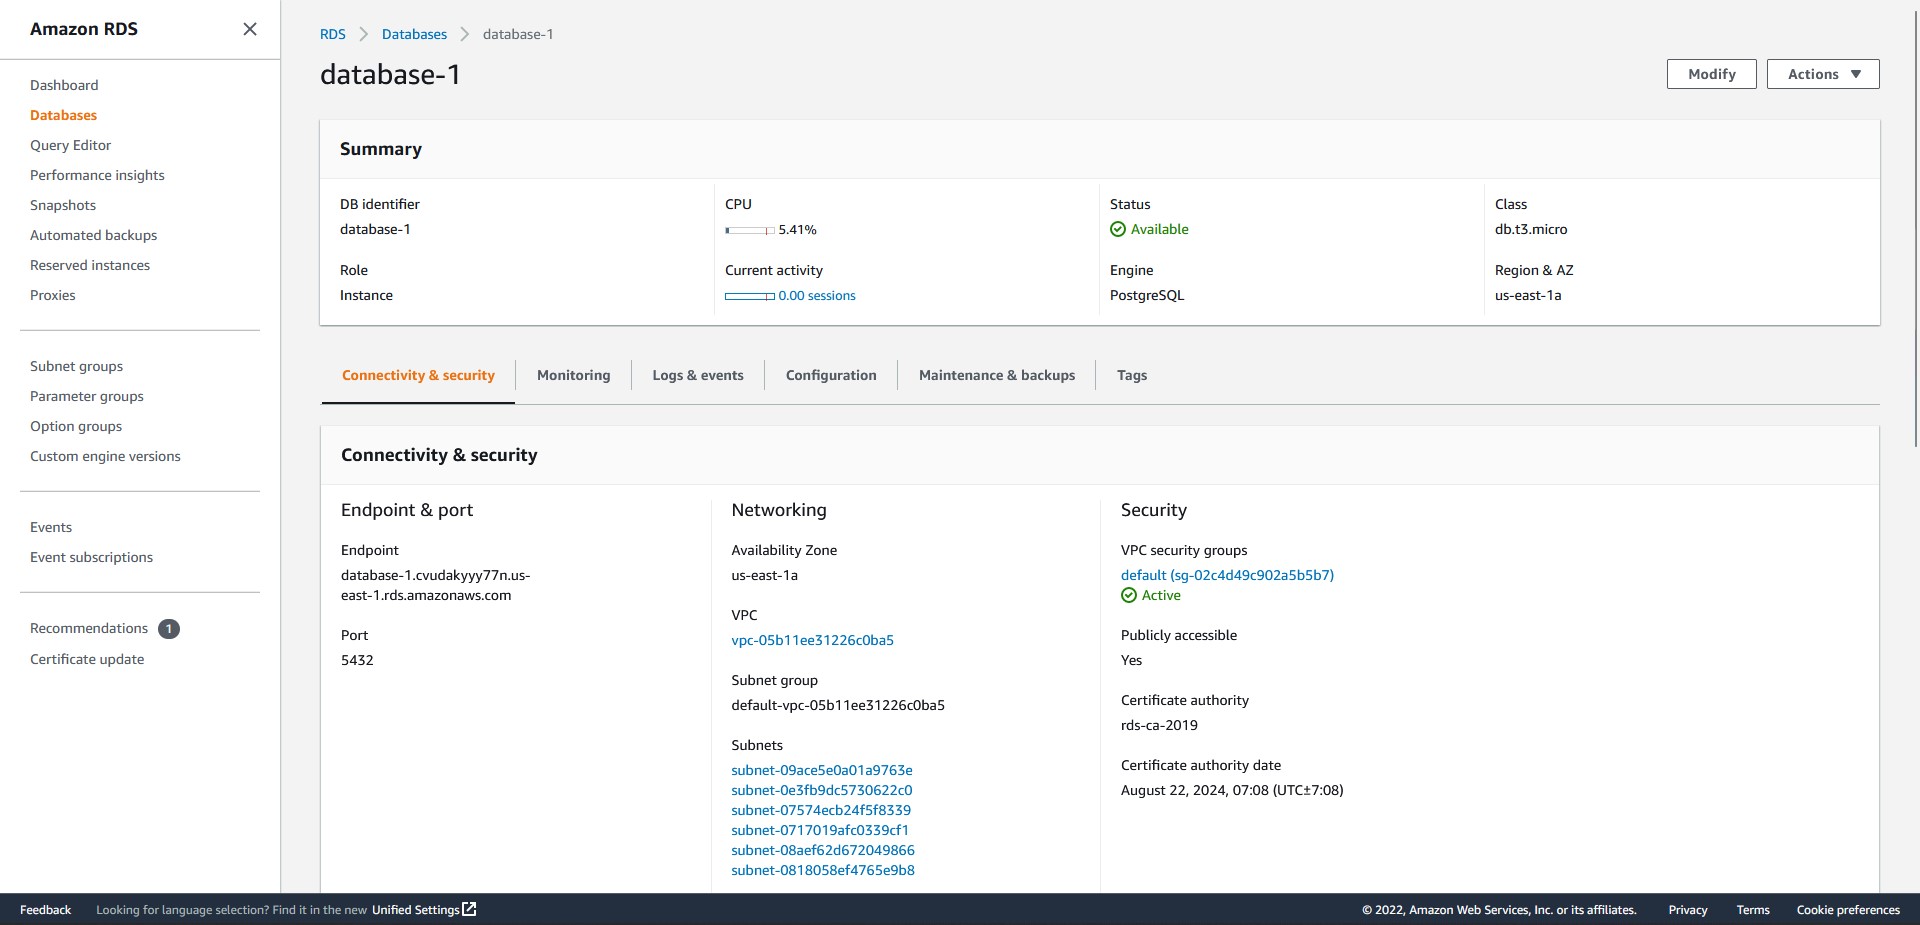 Amazon RDS
Dashboard
Databases
Query Editor
Performance insights
Snapshots
Automated backups
Reserved instances
Proxies
Subnet groups
Parameter groups
Option groups
Custom engine versions
Events
Event subscriptions
Recommendations 1
Certificate update
RDS Databases database-1
database-1
Modify
Actions
Summary
DB identifier
database-1
CPU
5.41%
Status
Available
Class
db.t3.micro
Role
Instance
Current activity
0.00 sessions
Engine
PostgreSQL
Region & AZ
us-east-1a
Connectivity & security
Monitoring
Logs & events
Configuration
Maintenance & backups
Tags
Connectivity & security
Endpoint & port
Endpoint
database-1.cvudakyyy77n.us-
east-1.rds.amazonaws.com
Port
5432
Networking
Availability Zone
us-east-1a
VPC
vpc-05b11ee31226c0ba5
Subnet group
default-vpc-05b11ee31226c0ba5
Subnets
subnet-09ace5e0a01a9763e
subnet-0e3fb9dc5730622c0
subnet-07574ecb24f5f8339
subnet-0717019afc0339cf1
subnet-08aef62d672049866
subnet-0818058ef4765e9b8
Security
VPC security groups
default (sg-02c4d49c902a5b5b7)
Active
Publicly accessible
Yes
Certificate authority
rds-ca-2019
Certificate authority date
August 22, 2024, 07:08 (UTC±7:08)
Feedback
Looking for language selection? Find it in the new Unified Settings
© 2022, Amazon Web Services, Inc. or its affiliates.
Privacy
Terms
Cookie preferences